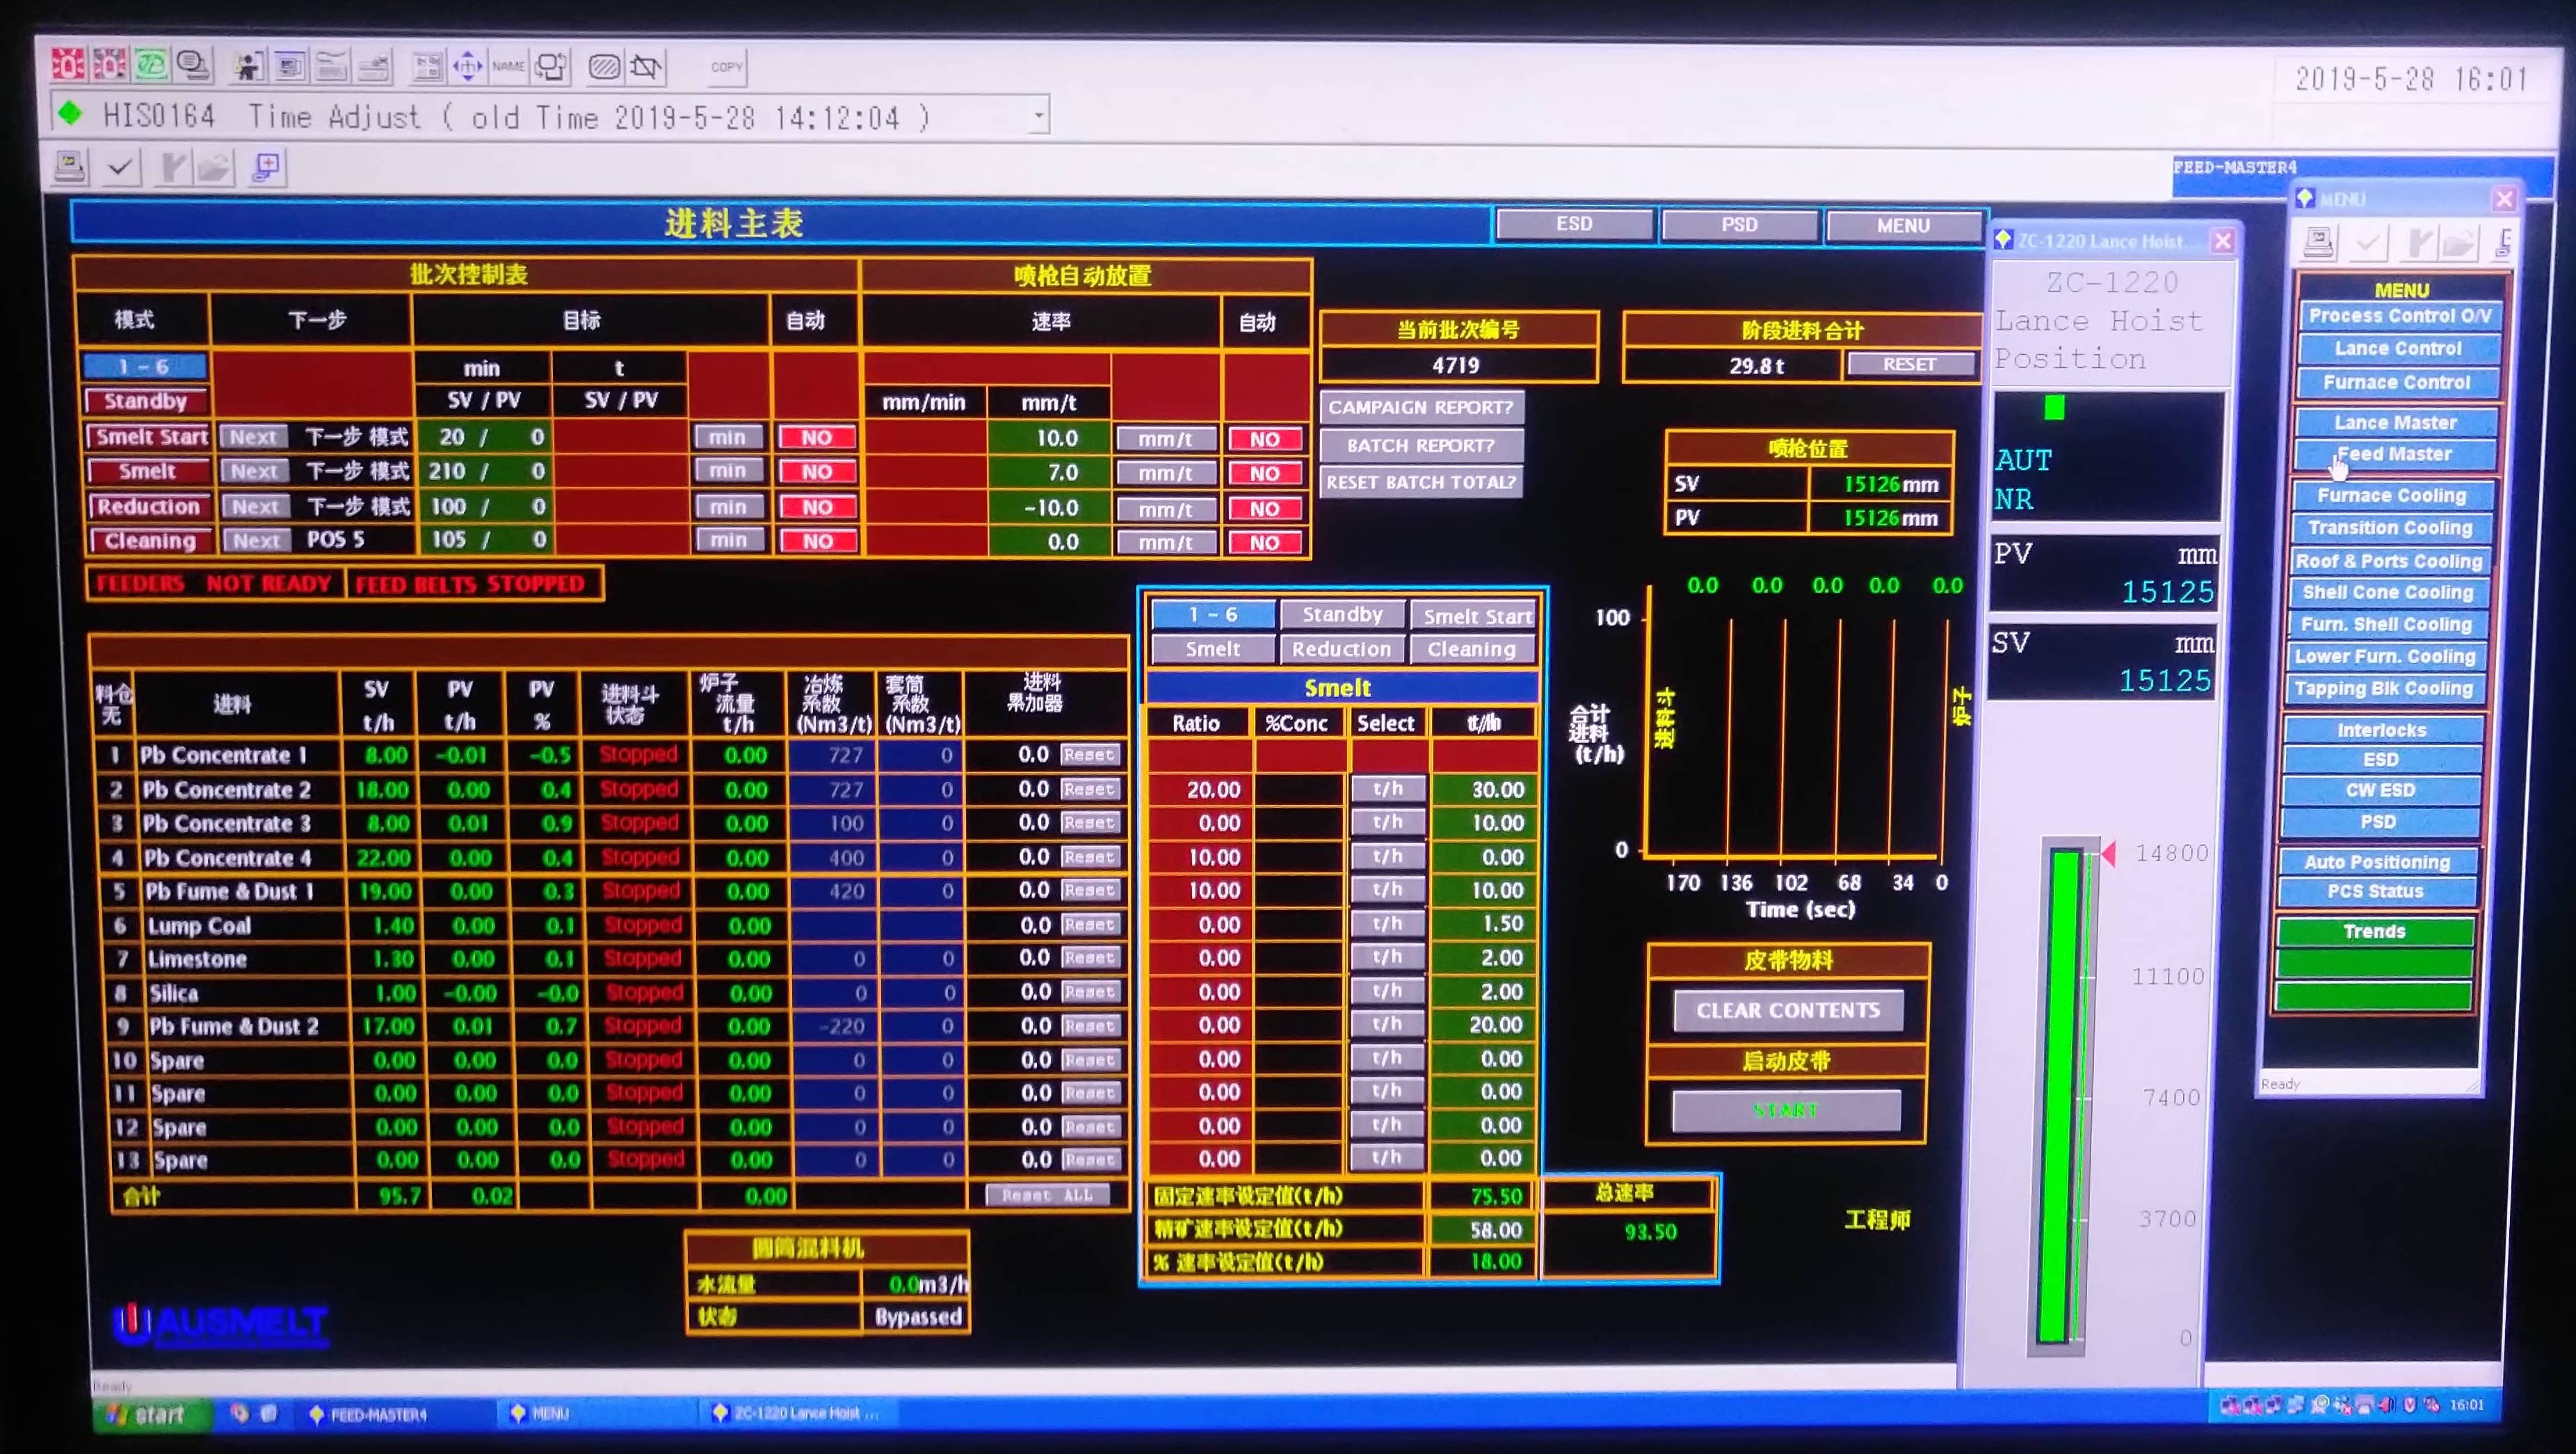 NAME
COPY
2019-5-28 16:01
HIS0164 Time Adjust ( old Time 2019-5-28 14:12:04 )
FEED-MASTER4
进料主表
ESD PSD MENU
批次控制表 喷枪自动放置
模式 下一步 目标 自动 速率 自动
1 - 6 min t
Standby SV / PV SV / PV mm/min mm/t
Smelt Start Next 下一步 模式 20 / 0 min NO 10.0 mm/t NO
Smelt Next 下一步 模式 210 / 0 min NO 7.0 mm/t NO
Reduction Next 下一步 模式 100 / 0 min NO -10.0 mm/t NO
Cleaning Next POS 5 105 / 0 min NO 0.0 mm/t NO
FEEDERS NOT READY FEED BELTS STOPPED
当前批次编号
4719
CAMPAIGN REPORT?
BATCH REPORT?
RESET BATCH TOTAL?
阶段进料合计
29.8 t RESET
喷枪位置
SV 15126 mm
PV 15126 mm
料仓无 进料 SV t/h PV t/h PV % 进料斗状态 炉子流量 t/h 冶炼系数 (Nm3/t) 套筒系数 (Nm3/t) 进料累加器
1 Pb Concentrate 1 8.00 -0.01 -0.5 Stopped 0.00 727 0 0.0 Reset
2 Pb Concentrate 2 18.00 0.00 0.4 Stopped 0.00 727 0 0.0 Reset
3 Pb Concentrate 3 8.00 0.01 0.9 Stopped 0.00 100 0 0.0 Reset
4 Pb Concentrate 4 22.00 0.00 0.4 Stopped 0.00 400 0 0.0 Reset
5 Pb Fume & Dust 1 19.00 0.00 0.3 Stopped 0.00 420 0 0.0 Reset
6 Lump Coal 1.40 0.00 0.1 Stopped 0.00 0.0 Reset
7 Limestone 1.30 0.00 0.1 Stopped 0.00 0 0 0.0 Reset
8 Silica 1.00 -0.00 -0.0 Stopped 0.00 0 0 0.0 Reset
9 Pb Fume & Dust 2 17.00 0.01 0.7 Stopped 0.00 -220 0 0.0 Reset
10 Spare 0.00 0.00 0.0 Stopped 0.00 0 0 0.0 Reset
11 Spare 0.00 0.00 0.0 Stopped 0.00 0 0 0.0 Reset
12 Spare 0.00 0.00 0.0 Stopped 0.00 0 0 0.0 Reset
13 Spare 0.00 0.00 0.0 Stopped 0.00 0 0 0.0 Reset
合计 95.7 0.02 0.00 Reset ALL
1 - 6 Standby Smelt Start
Smelt Reduction Cleaning
Smelt
Ratio %Conc Select t/h
20.00 t/h 30.00
0.00 t/h 10.00
10.00 t/h 0.00
10.00 t/h 10.00
0.00 t/h 1.50
0.00 t/h 2.00
0.00 t/h 2.00
0.00 t/h 20.00
0.00 t/h 0.00
0.00 t/h 0.00
0.00 t/h 0.00
0.00 t/h 0.00
固定速率设定值(t/h) 75.50
精矿速率设定值(t/h) 58.00
% 速率设定值(t/h) 18.00
总速率
93.50
0.0 0.0 0.0 0.0 0.0
100
合计进料 (t/h)
进料斗
炉子
0
170 136 102 68 34 0
Time (sec)
皮带物料
CLEAR CONTENTS
启动皮带
START
工程师
圆筒混料机
水流量 0.0m3/h
状态 Bypassed
AUSMELT
ZC-1220 Lance Hoist...
ZC-1220
Lance Hoist
Position
AUT
NR
PV mm
15125
SV mm
15125
14800
11100
7400
3700
0
MENU
MENU
Process Control O/V
Lance Control
Furnace Control
Lance Master
Feed Master
Furnace Cooling
Transition Cooling
Roof & Ports Cooling
Shell Cone Cooling
Furn. Shell Cooling
Lower Furn. Cooling
Tapping Blk Cooling
Interlocks
ESD
CW ESD
PSD
Auto Positioning
PCS Status
Trends
Ready
Ready
start FEED-MASTER4 MENU ZC-1220 Lance Hoist ... 16:01